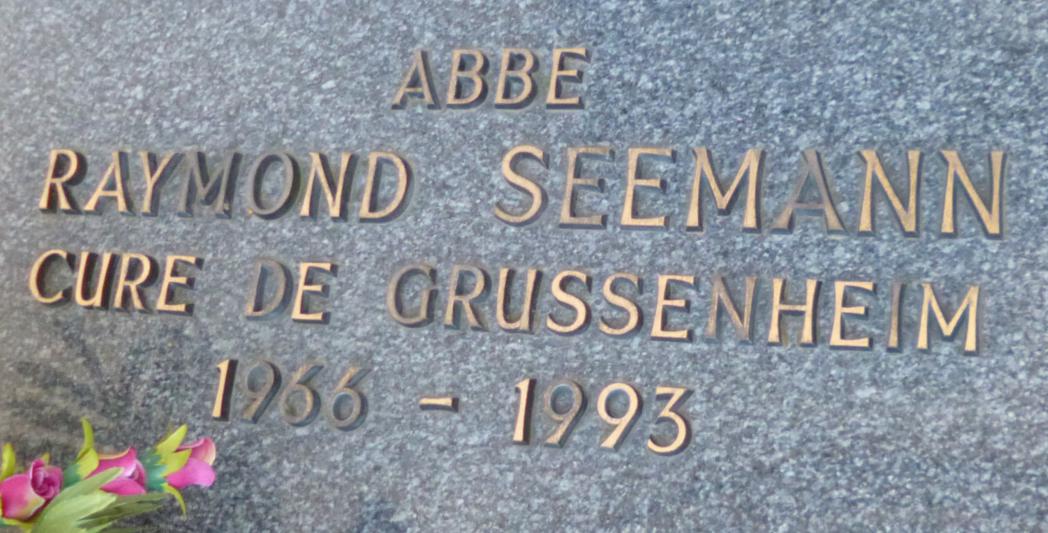 ABBE
RAYMOND SEEMANN
CURE DE GRUSSENHEIM
1966 - 1993